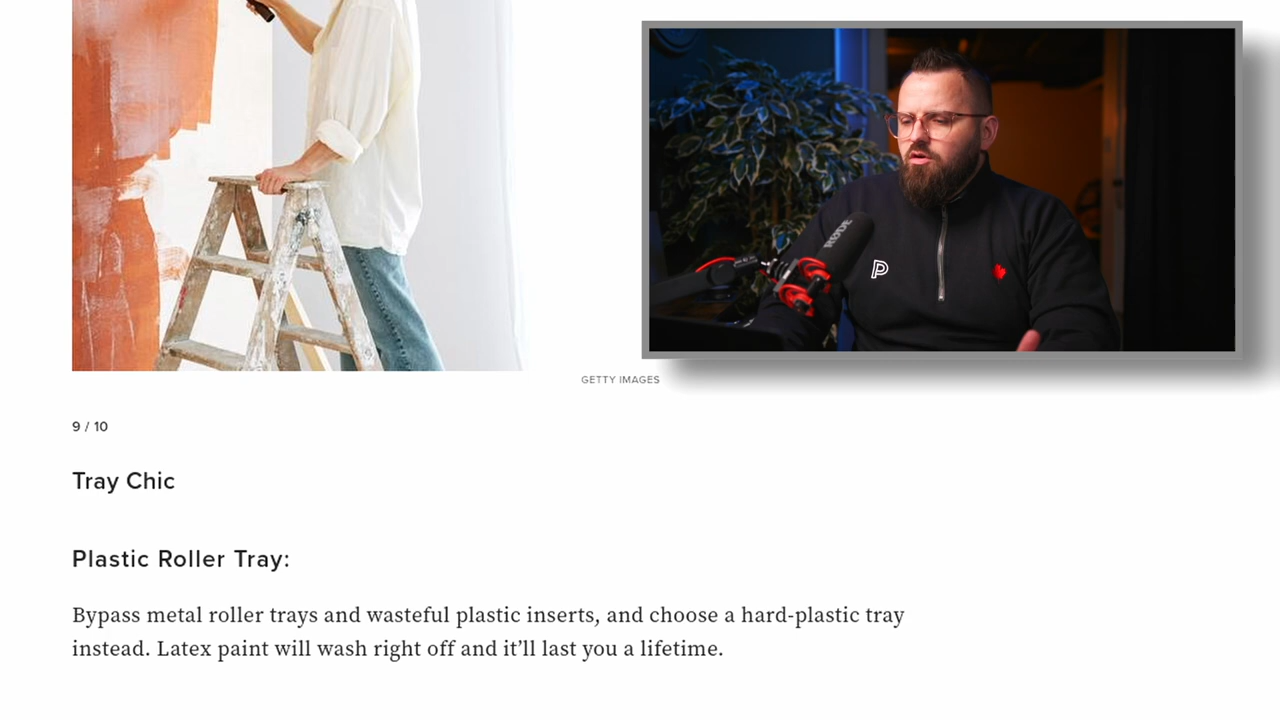 RODE
P
GETTY IMAGES
9 / 10
Tray Chic
Plastic Roller Tray:
Bypass metal roller trays and wasteful plastic inserts, and choose a hard-plastic tray
instead. Latex paint will wash right off and it’ll last you a lifetime.